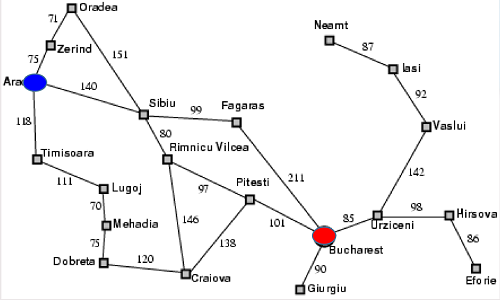 Oradea
71
Neamt
Zerind
87
75
151
Iasi
Ara
140
92
Sibiu
Fagaras
99
118
Vaslui
80
Rimnicu Vilcea
Timisoara
142
111
211
Lugoj
97
Pitesti
70
146
98
Hirsova
Mehadia
101
85
Urziceni
75
138
86
Bucharest
Dobreta
120
90
Craiova
Eforie
Giurgiu